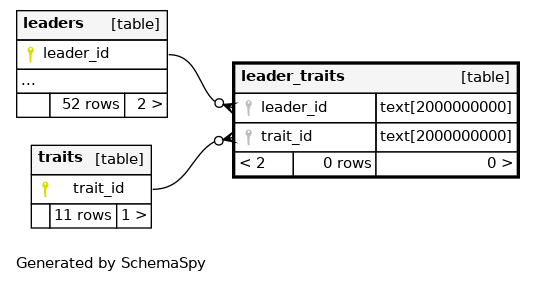 leaders [table]
leader_id
...
52 rows 2 >
leader_traits [table]
leader_id text[2000000000]
trait_id text[2000000000]
< 2 0 rows 0 >
traits [table]
trait_id
11 rows 1 >
Generated by SchemaSpy